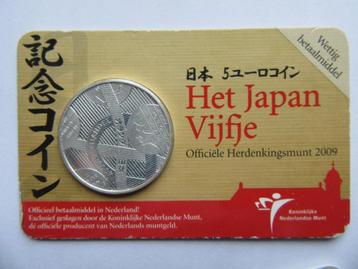 記念コイン
Wettig
betaalmiddel
日本 5ユーロコイン
Het Japan
Vijfje
Officiële Herdenkingsmunt 2009
Officieel betaalmiddel in Nederland!
Exclusief geslagen door de Koninklijke Nederlandse Munt,
dé officiële producent van Nederlands muntgeld.
Koninklijke
Nederlandse Munt